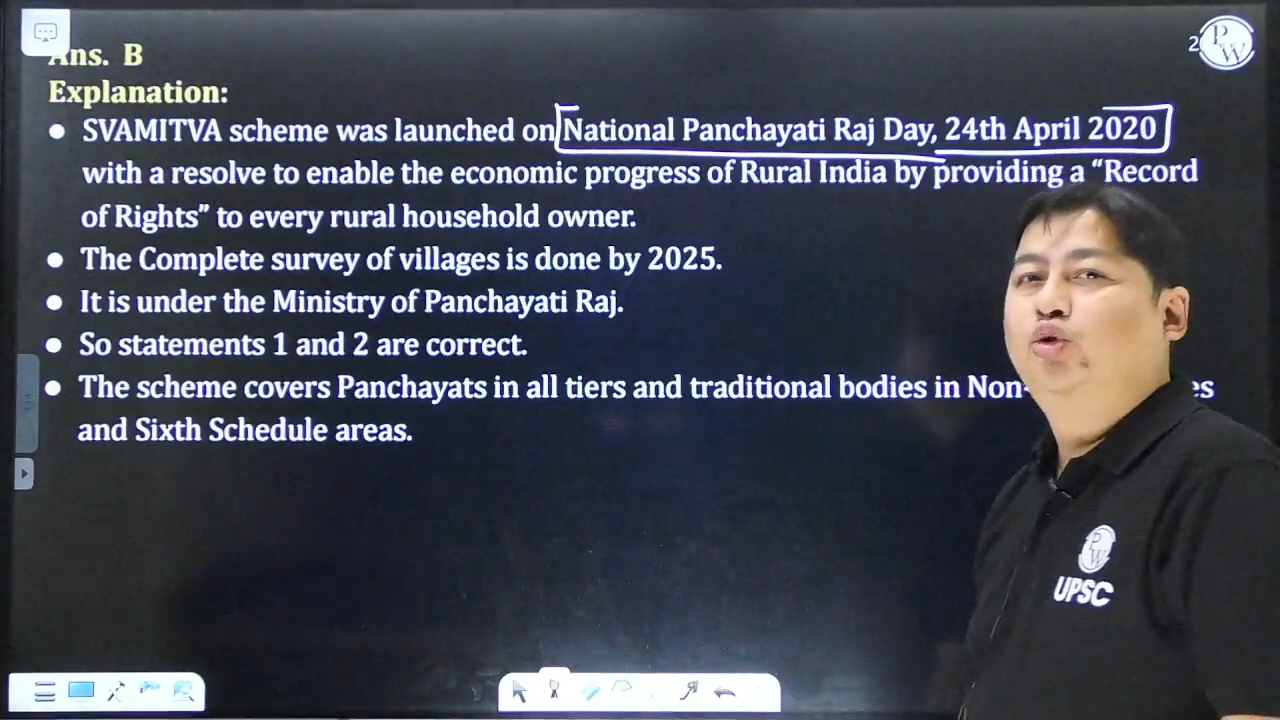 Ans. B
2
PW
Explanation:
• SVAMITVA scheme was launched on National Panchayati Raj Day, 24th April 2020
with a resolve to enable the economic progress of Rural India by providing a “Record
of Rights” to every rural household owner.
• The Complete survey of villages is done by 2025.
• It is under the Ministry of Panchayati Raj.
• So statements 1 and 2 are correct.
• The scheme covers Panchayats in all tiers and traditional bodies in Non-
and Sixth Schedule areas.
PW
UPSC